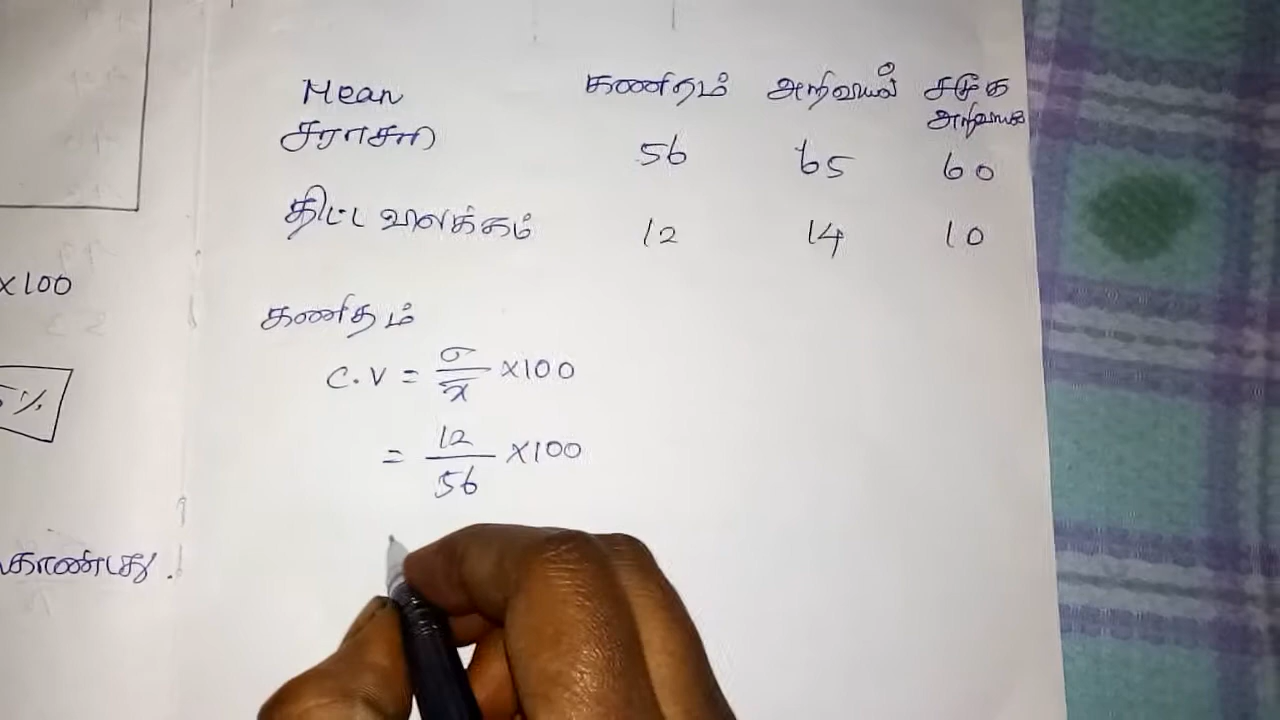 Mean கணிதம் அறிவியல் சமூக
அறிவியல்
சராசரி 56 65 60
திட்ட விலக்கம் 12 14 10
x100
கணிதம்
C.V = σ/x̄ ×100
%
= 12/56 ×100
காண்பது.